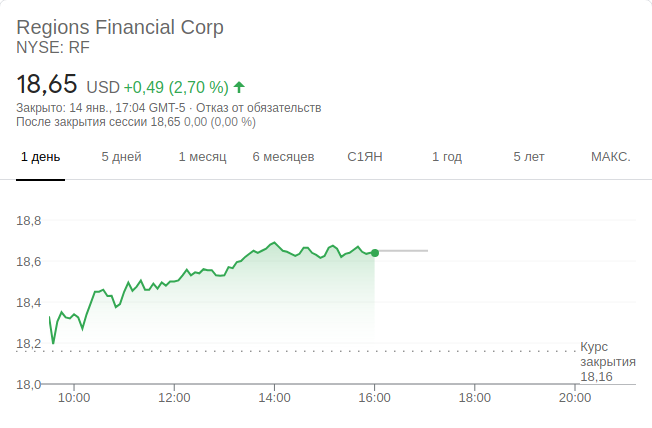 Regions Financial Corp
NYSE: RF
18,65 USD +0,49 (2,70 %)
Закрыто: 14 янв., 17:04 GMT-5 · Отказ от обязательств
После закрытия сессии 18,65 0,00 (0,00 %)
1 день 5 дней 1 месяц 6 месяцев С1ЯН 1 год 5 лет МАКС.
18,8
18,6
18,4
18,2
18,0
Курс
закрытия
18,16
10:00 12:00 14:00 16:00 18:00 20:00